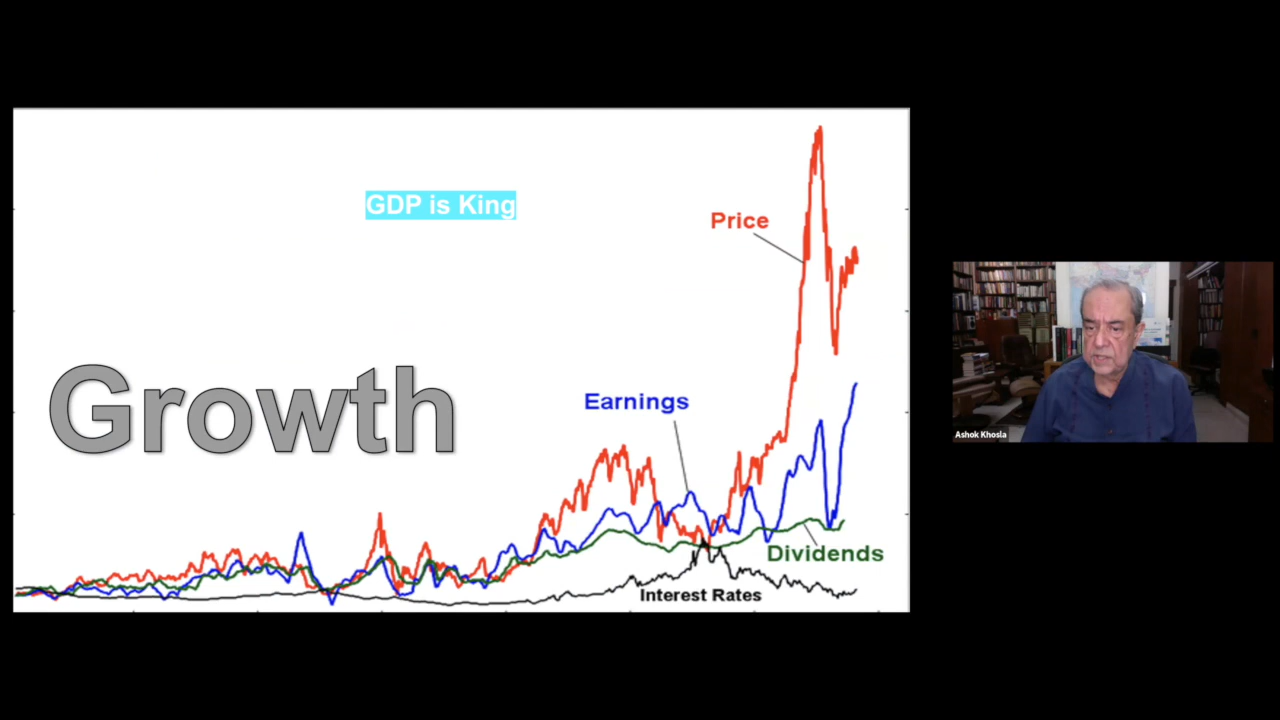 GDP is King
Price
Growth
Earnings
Dividends
Interest Rates
Ashok Khosla